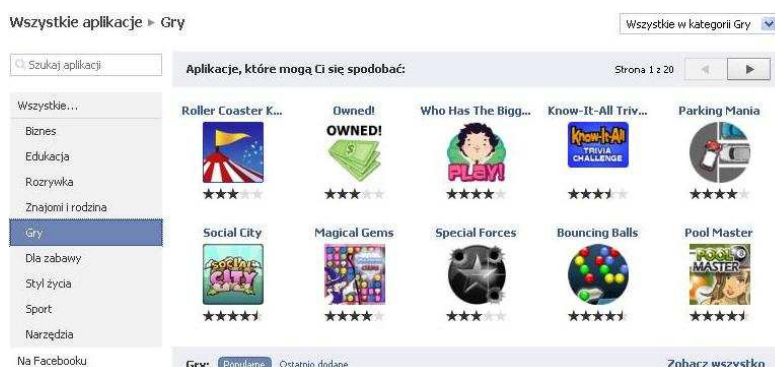 Wszystkie aplikacje ▸ Gry
Wszystkie w kategorii Gry
Szukaj aplikacji
Aplikacje, które mogą Ci się spodobać:
Strona 1 z 20
Wszystkie...
Biznes
Edukacja
Rozrywka
Znajomi i rodzina
Gry
Dla zabawy
Styl życia
Sport
Narzędzia
Na Facebooku
Roller Coaster K...
Owned!
Who Has The Bigg...
Know-It-All Triv...
Parking Mania
OWNED!
PLAY!
Know-It-All
TRIVIA
CHALLENGE
Social City
Magical Gems
Special Forces
Bouncing Balls
Pool Master
SOCIAL
CITY
POOL
MASTER
Gry: Popularne Ostatnio dodane
Zobacz wszystko